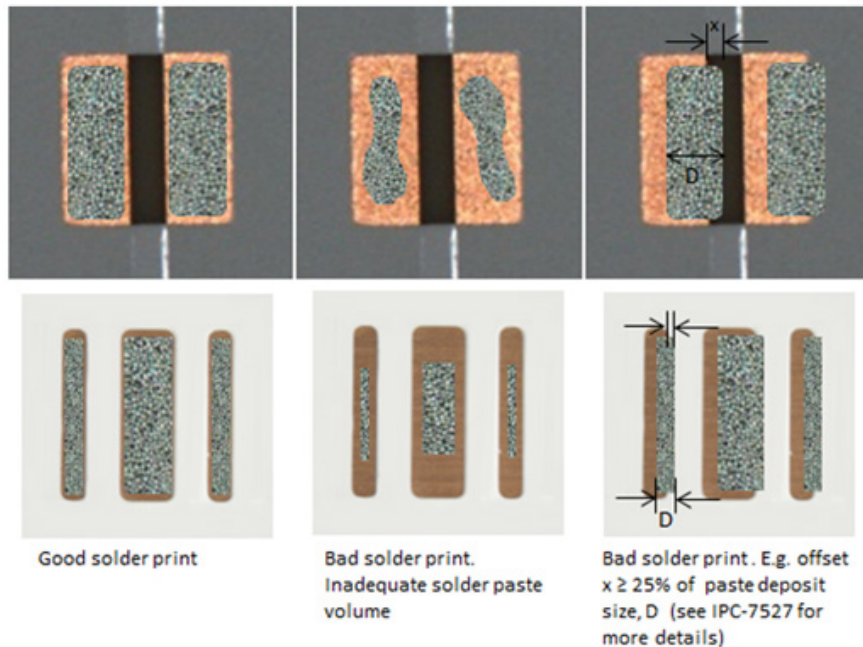 x
D
D
Good solder print
Bad solder print.
Inadequate solder paste
volume
Bad solder print . E.g. offset
x ≥ 25% of paste deposit
size, D (see IPC-7527 for
more details)